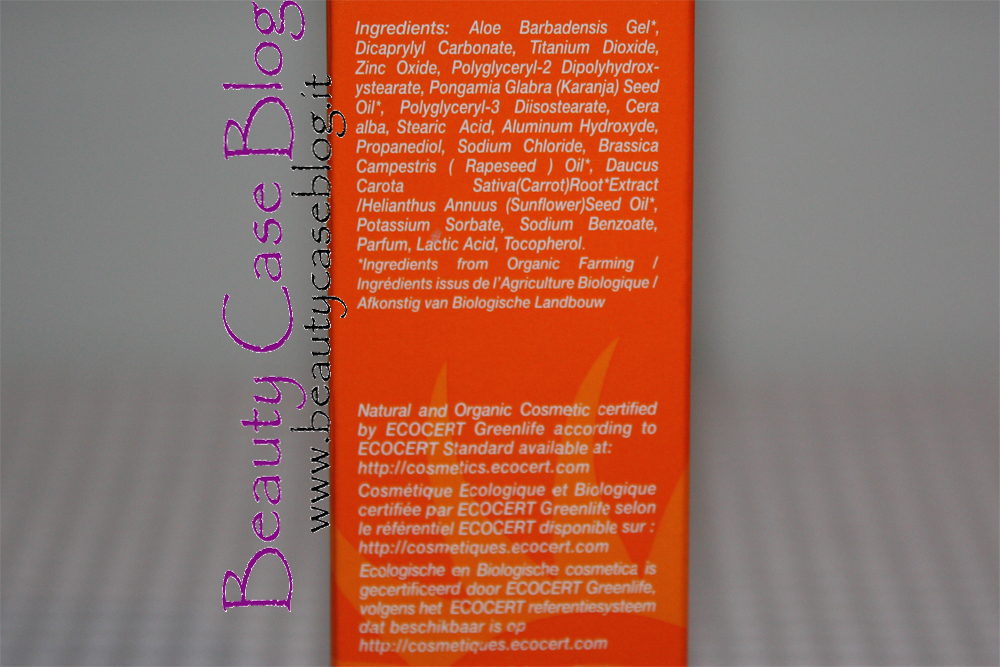 Beauty Case Blog
www.beautycaseblog.it
Ingredients: Aloe Barbadensis Gel*,
Dicaprylyl Carbonate, Titanium Dioxide,
Zinc Oxide, Polyglyceryl-2 Dipolyhydrox-
ystearate, Pongamia Glabra (Karanja) Seed
Oil*, Polyglyceryl-3 Diisostearate, Cera
alba, Stearic Acid, Aluminum Hydroxyde,
Propanediol, Sodium Chloride, Brassica
Campestris ( Rapeseed ) Oil*, Daucus
Carota Sativa(Carrot)Root*Extract
/Helianthus Annuus (Sunflower)Seed Oil*,
Potassium Sorbate, Sodium Benzoate,
Parfum, Lactic Acid, Tocopherol.
*Ingredients from Organic Farming /
Ingrédients issus de l'Agriculture Biologique /
Afkonstig van Biologische Landbouw
Natural and Organic Cosmetic certified
by ECOCERT Greenlife according to
ECOCERT Standard available at:
http://cosmetics.ecocert.com
Cosmétique Ecologique et Biologique
certifiée par ECOCERT Greenlife selon
le référentiel ECOCERT disponible sur :
http://cosmetiques.ecocert.com
Ecologische en Biologische cosmetica is
gecertificeerd door ECOCERT Greenlife,
volgens het ECOCERT referentiesysteem
dat beschikbaar is op
http://cosmetiques.ecocert.com